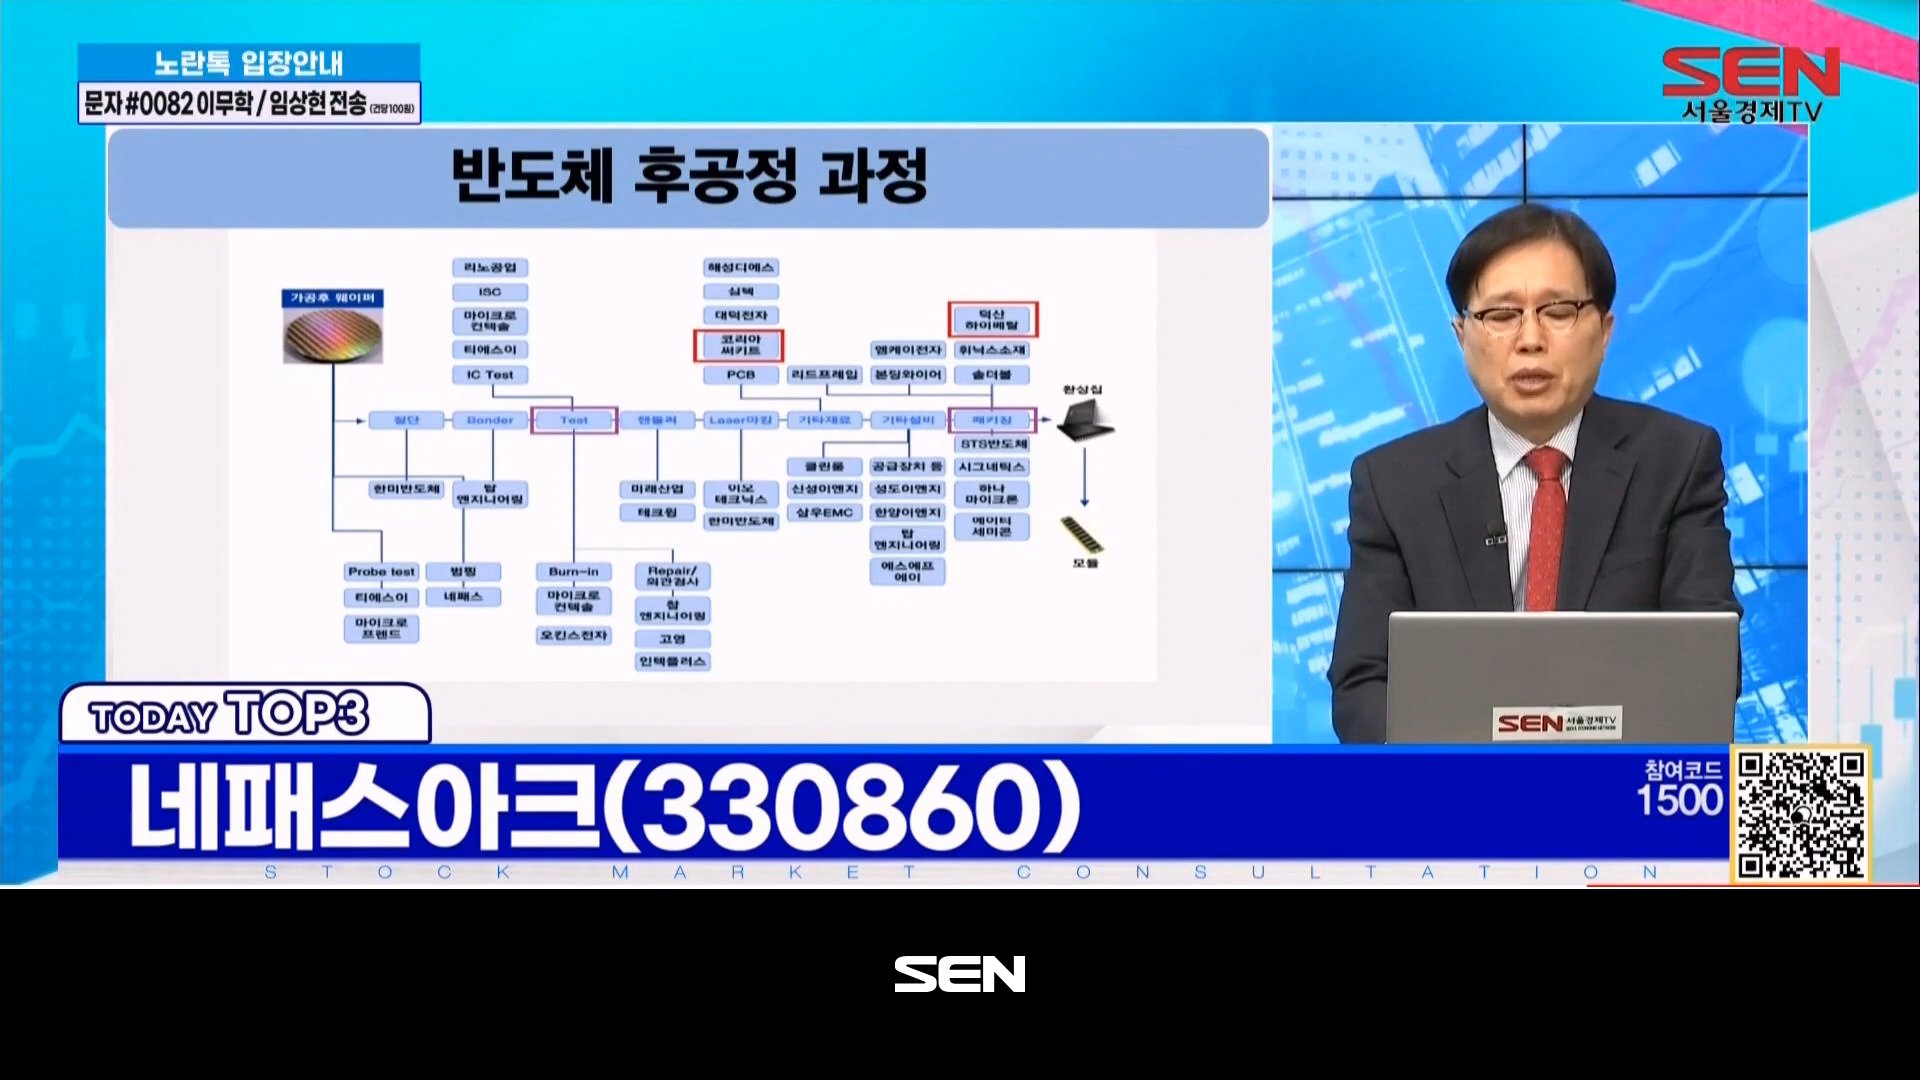 노란톡 입장안내
문자 #0082 이무학 / 임상현 전송 (건당100원)
SEN
서울경제TV
반도체 후공정 과정
가공후 웨이퍼
리노공업
ISC
마이크로
컨텍솔
티에스이
IC Test
해성디에스
심텍
대덕전자
코리아
써키트
PCB
리드프레임
엠케이전자
본딩와이어
덕산
하이메탈
휘닉스소재
솔더볼
완성칩
절단
Bonder
Test
핸들러
Laser마킹
기타재료
기타설비
패키징
한미반도체
탑
엔지니어링
미래산업
테크윙
이오
테크닉스
한미반도체
클린룸
신성이엔지
삼우EMC
공급장치 등
성도이엔지
한양이엔지
탑
엔지니어링
에스에프
에이
STS반도체
시그네틱스
하나
마이크론
에이티
세미콘
모듈
Probe test
티에스이
마이크로
프렌드
범핑
네패스
Burn-in
마이크로
컨텍솔
오킨스전자
Repair/
외관검사
참
엔지니어링
고영
인텍플러스
SEN 서울경제TV
TODAY TOP3
네패스아크(330860)
참여코드
1500
STOCK MARKET CONSULTATION
SEN